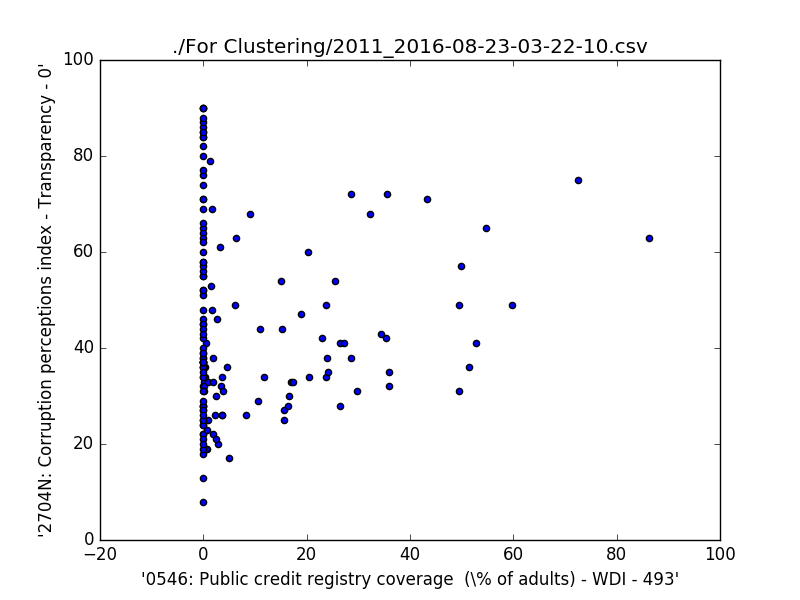 ./For Clustering/2011_2016-08-23-03-22-10.csv
100
80
60
40
20
0
'2704N: Corruption perceptions index - Transparency - 0'
−20 0 20 40 60 80 100
'0546: Public credit registry coverage  (\% of adults) - WDI - 493'